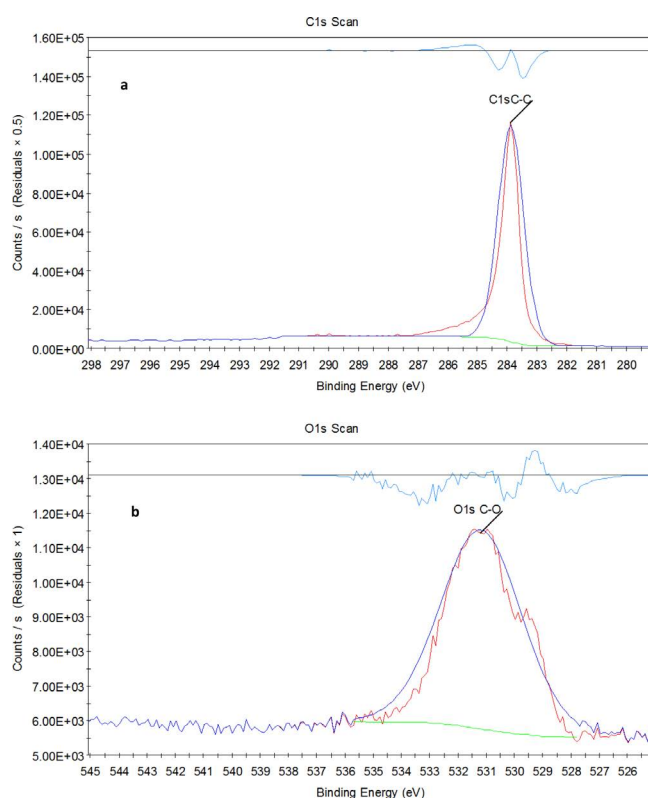 C1s Scan
1.60E+05
1.40E+05
1.20E+05
1.00E+05
8.00E+04
6.00E+04
4.00E+04
2.00E+04
0.00E+00
Counts / s (Residuals × 0.5)
a
C1sC-C
298 297 296 295 294 293 292 291 290 289 288 287 286 285 284 283 282 281 280
Binding Energy (eV)
O1s Scan
1.40E+04
1.30E+04
1.20E+04
1.10E+04
1.00E+04
9.00E+03
8.00E+03
7.00E+03
6.00E+03
5.00E+03
Counts / s (Residuals × 1)
b
O1s C-O
545 544 543 542 541 540 539 538 537 536 535 534 533 532 531 530 529 528 527 526
Binding Energy (eV)